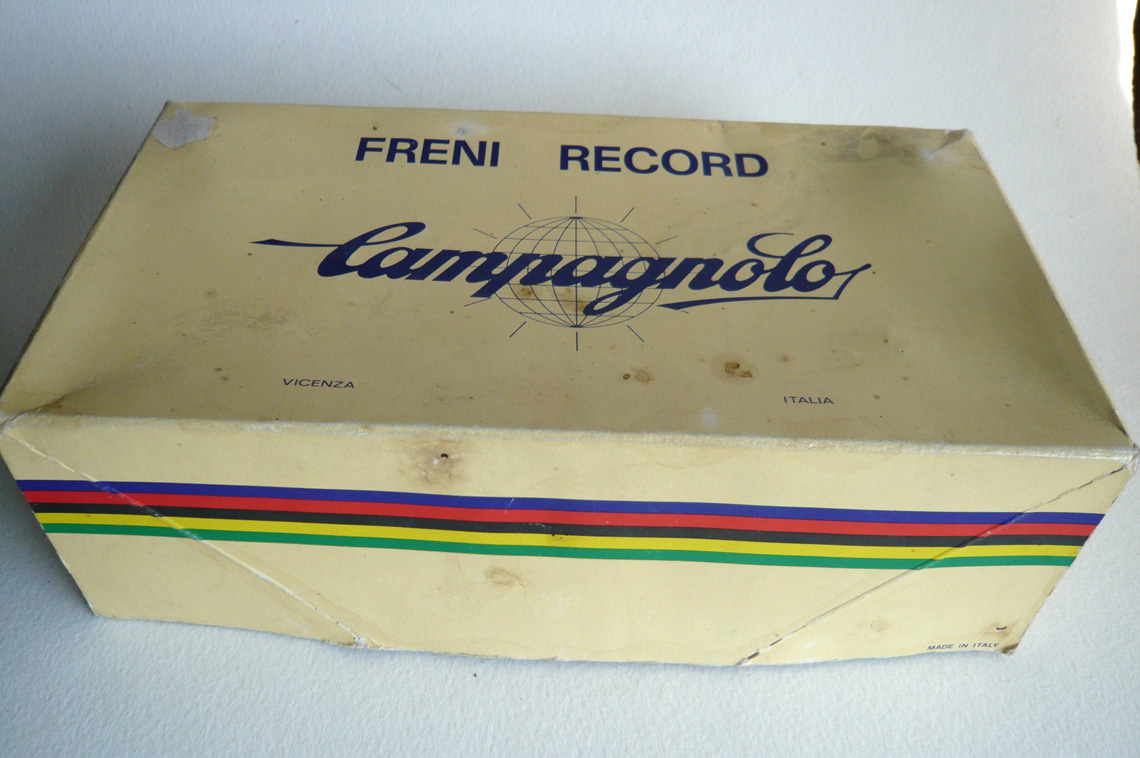 FRENI RECORD
Campagnolo
VICENZA
ITALIA
MADE IN ITALY